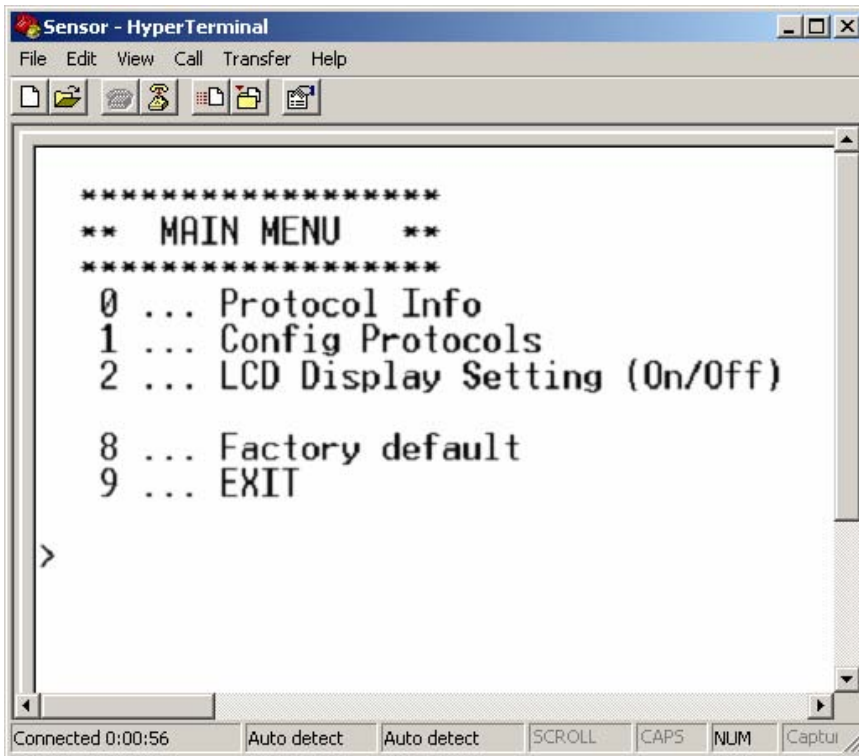 Sensor - HyperTerminal
File Edit View Call Transfer Help
******************
** MAIN MENU **
******************
0 ... Protocol Info
1 ... Config Protocols
2 ... LCD Display Setting (On/Off)
8 ... Factory default
9 ... EXIT
>
Connected 0:00:56 Auto detect Auto detect SCROLL CAPS NUM Captu